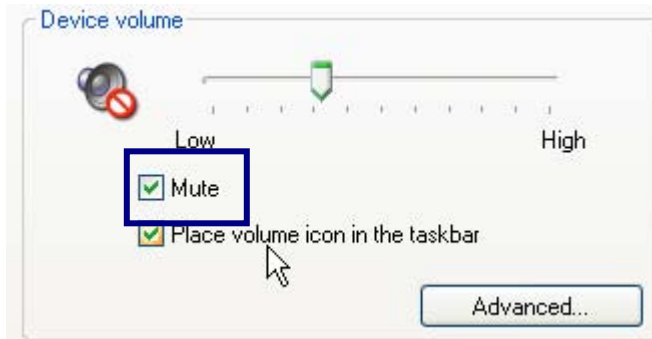 Device volume
Low High
Mute
Place volume icon in the taskbar
Advanced...